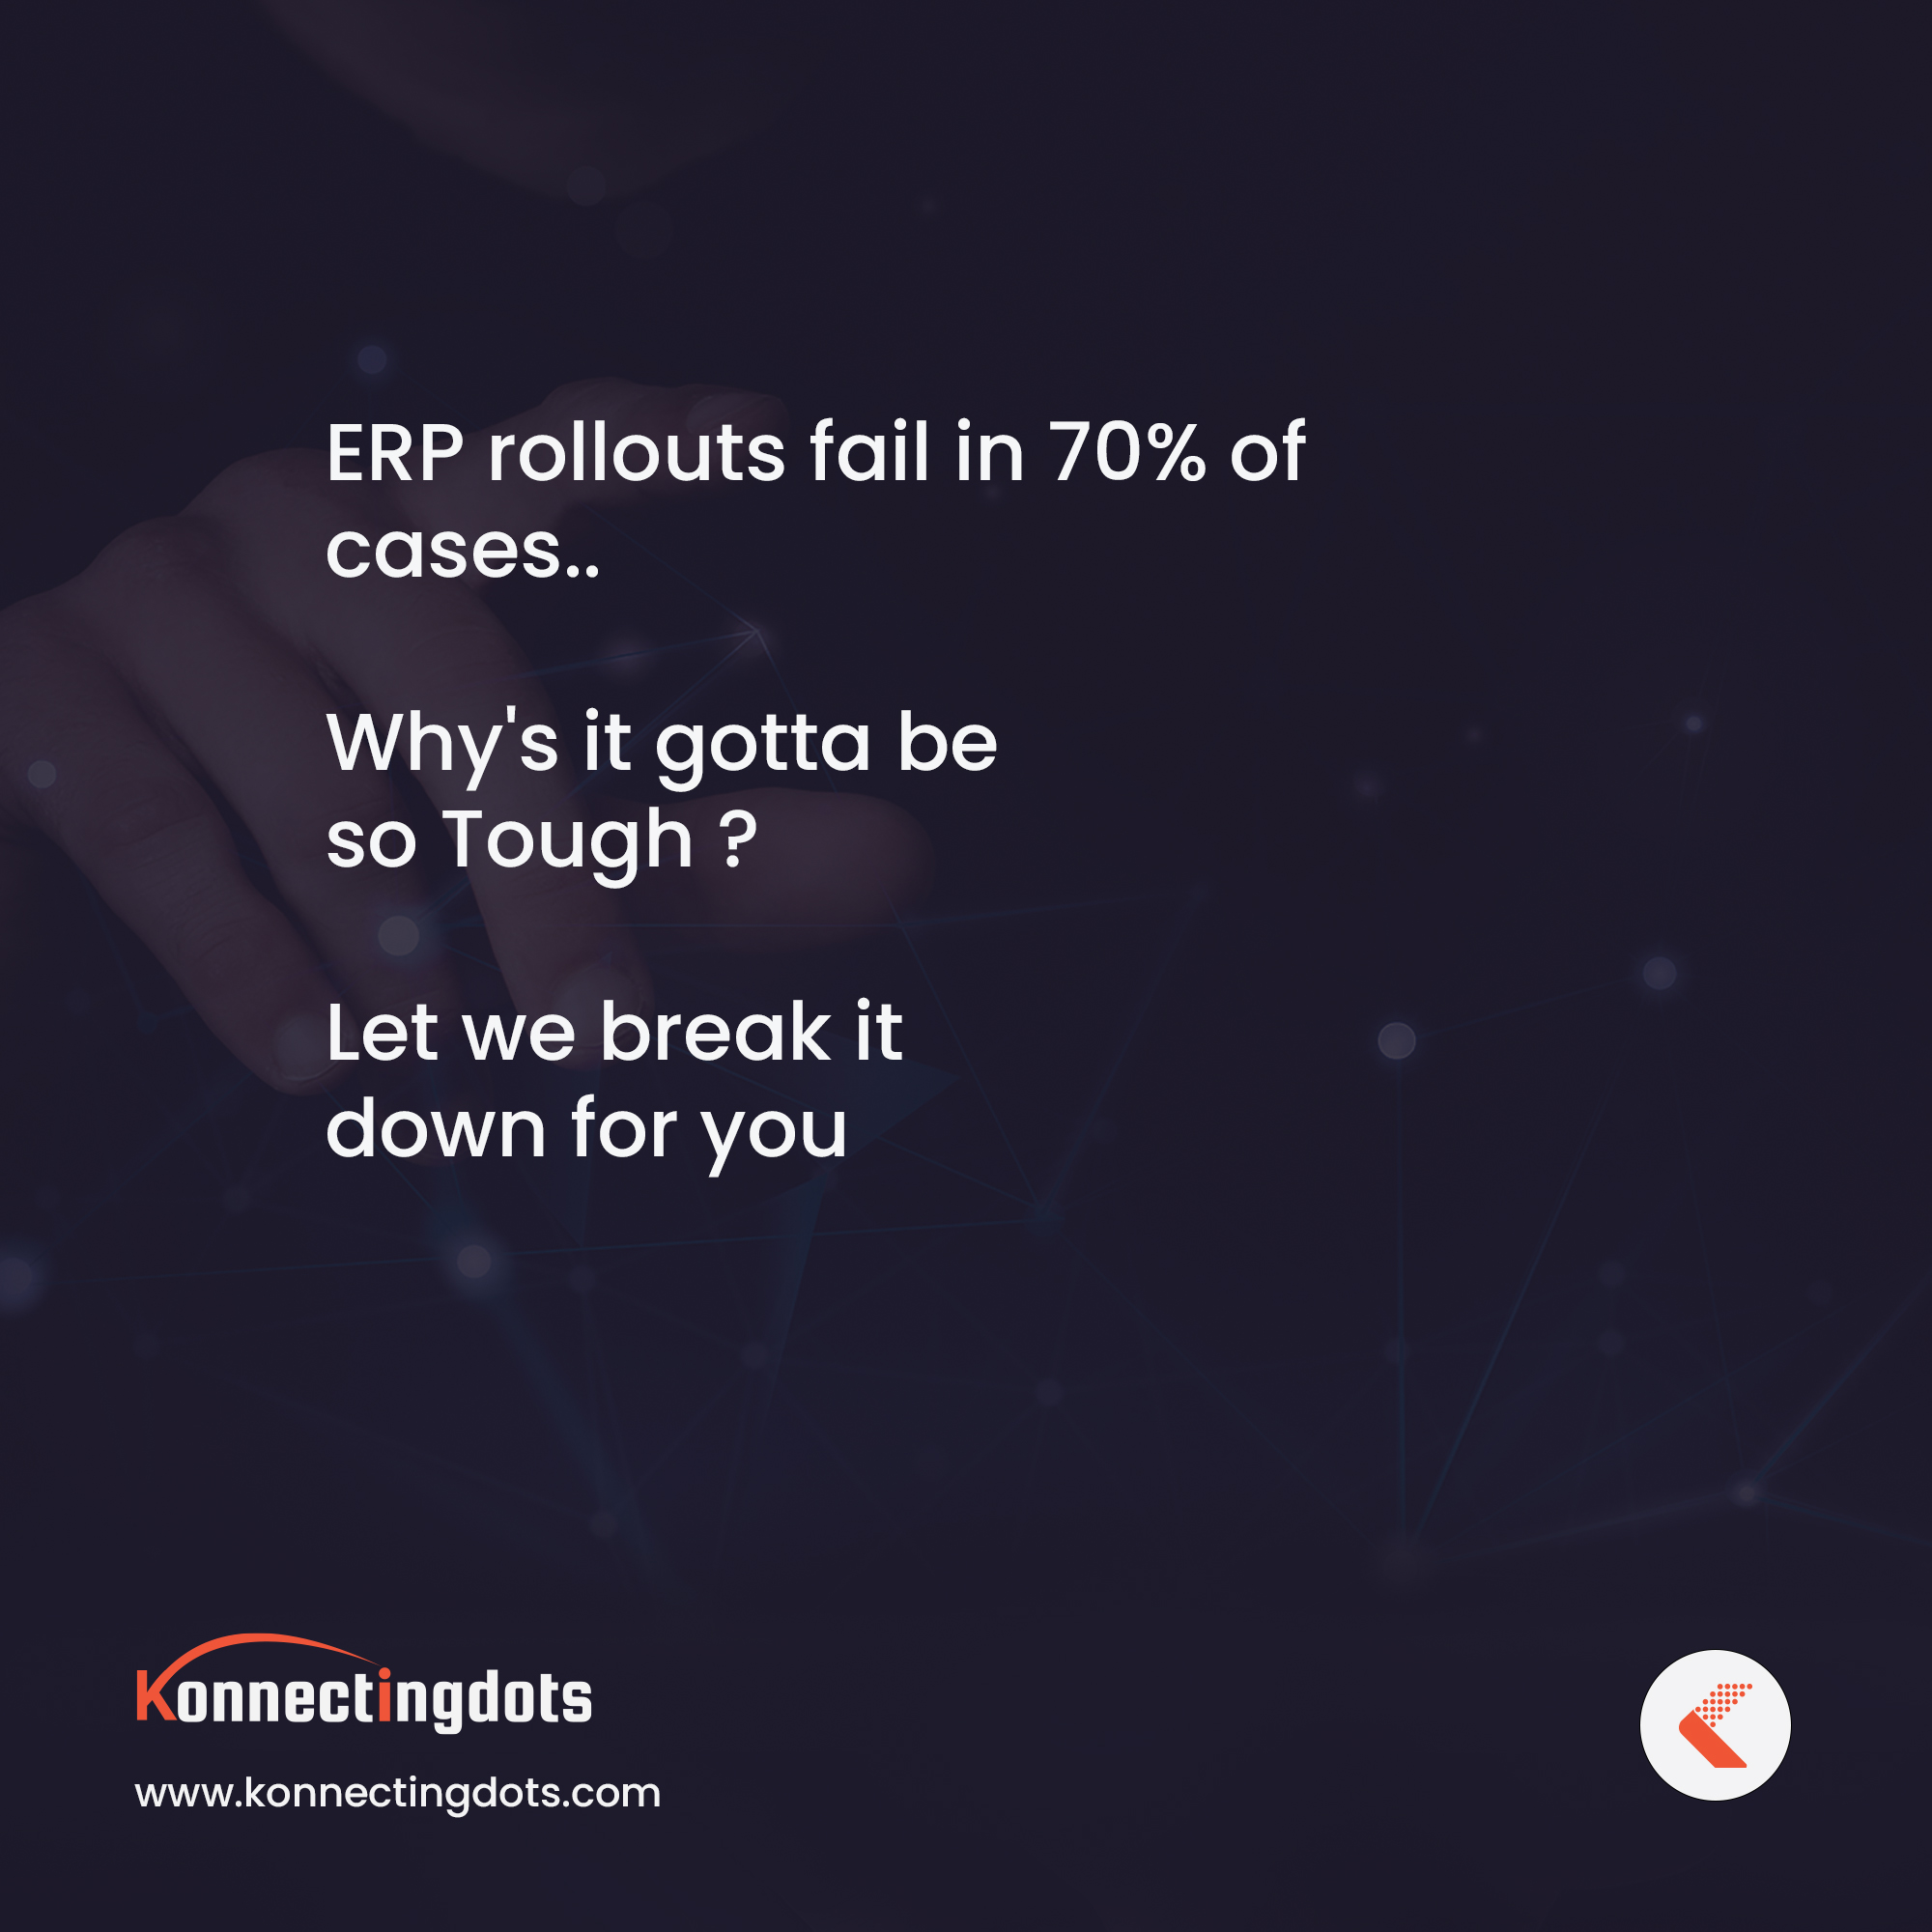 ERP rollouts fail in 70% of
cases..
Why's it gotta be
so Tough ?
Let we break it
down for you
Konnectingdots
www.konnectingdots.com